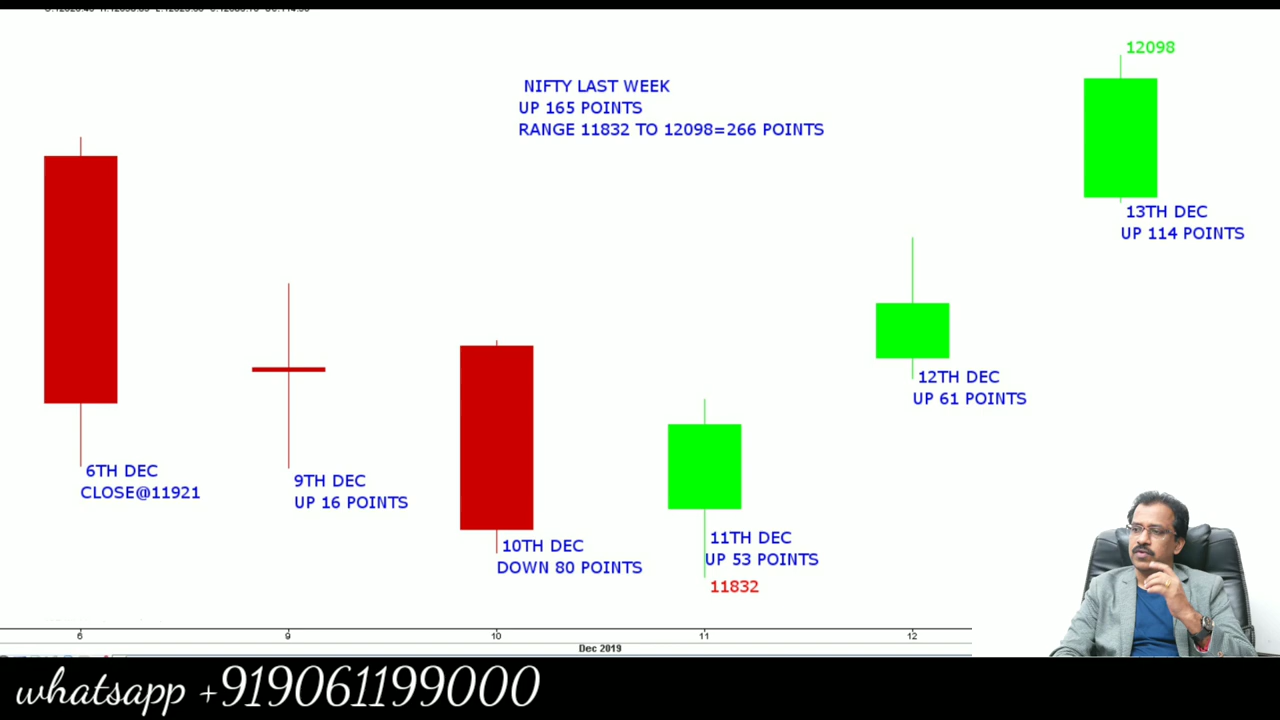 12098
NIFTY LAST WEEK
UP 165 POINTS
RANGE 11832 TO 12098=266 POINTS
13TH DEC
UP 114 POINTS
12TH DEC
UP 61 POINTS
6TH DEC
CLOSE@11921
9TH DEC
UP 16 POINTS
10TH DEC
DOWN 80 POINTS
11TH DEC
UP 53 POINTS
11832
6 9 10 11 12
Dec 2019
whatsapp +919061199000